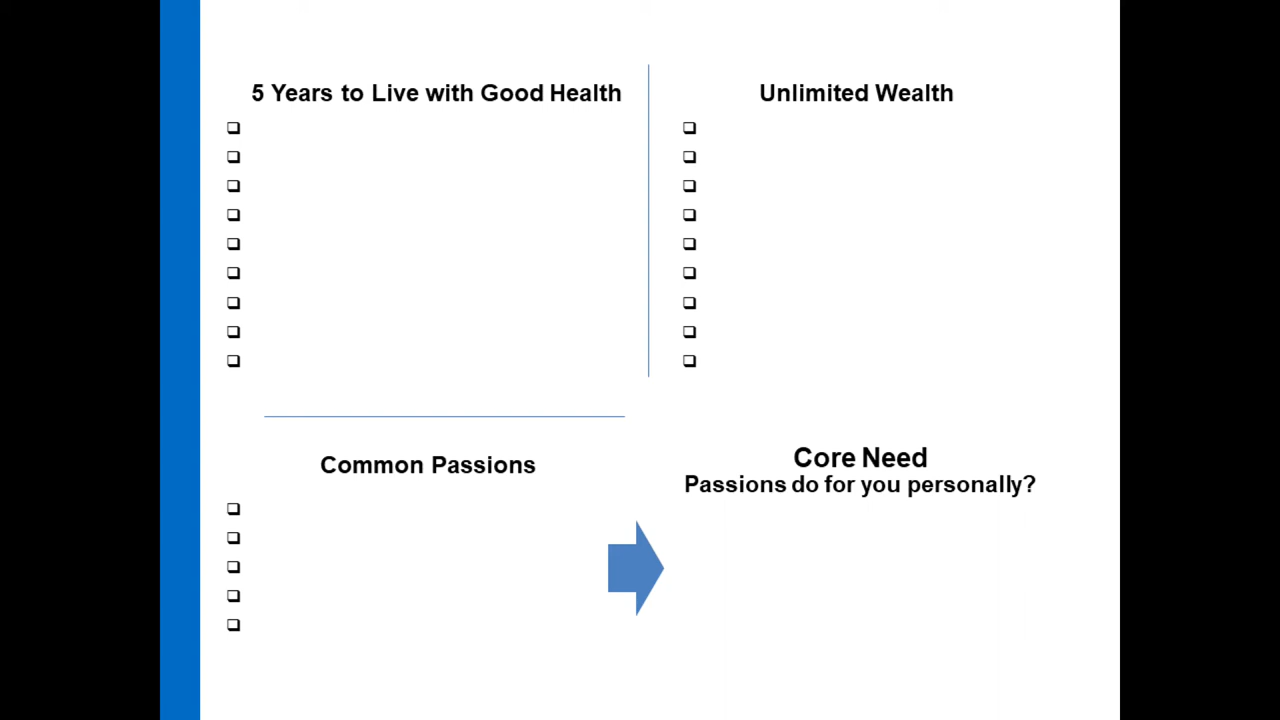 5 Years to Live with Good Health
Unlimited Wealth
Common Passions
Core Need
Passions do for you personally?